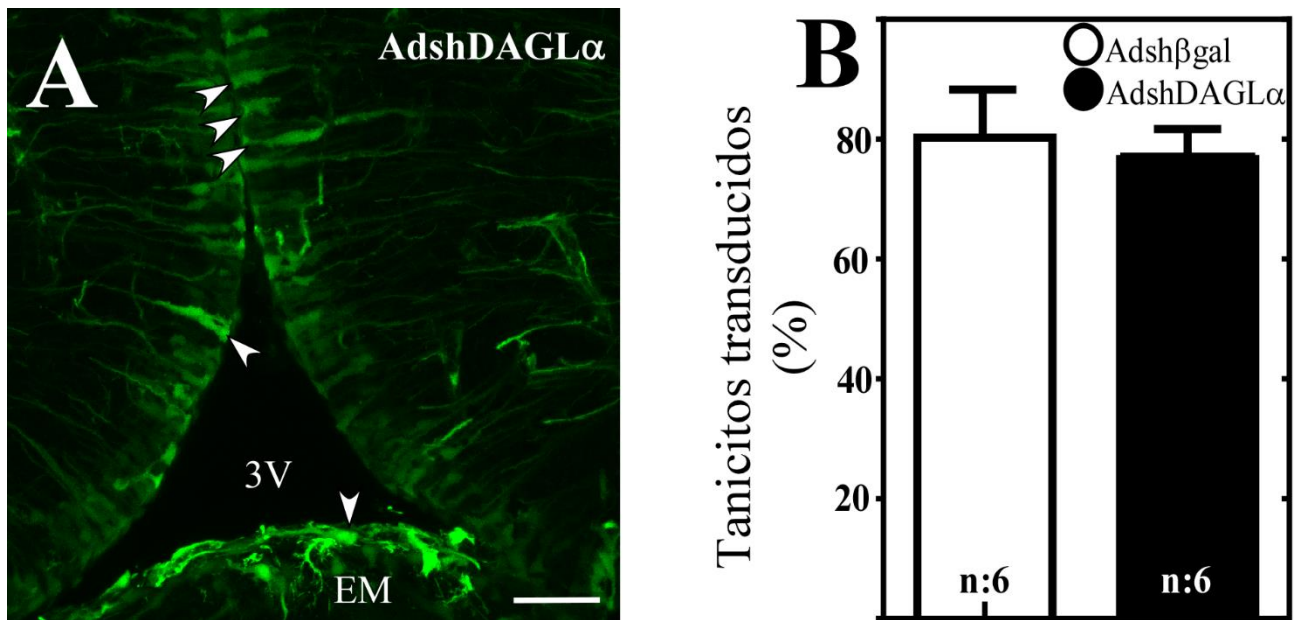 A
AdshDAGLα
3V
EM
B
Adshβgal
AdshDAGLα
Tanicitos transducidos
(%)
80
60
40
20
n:6
n:6